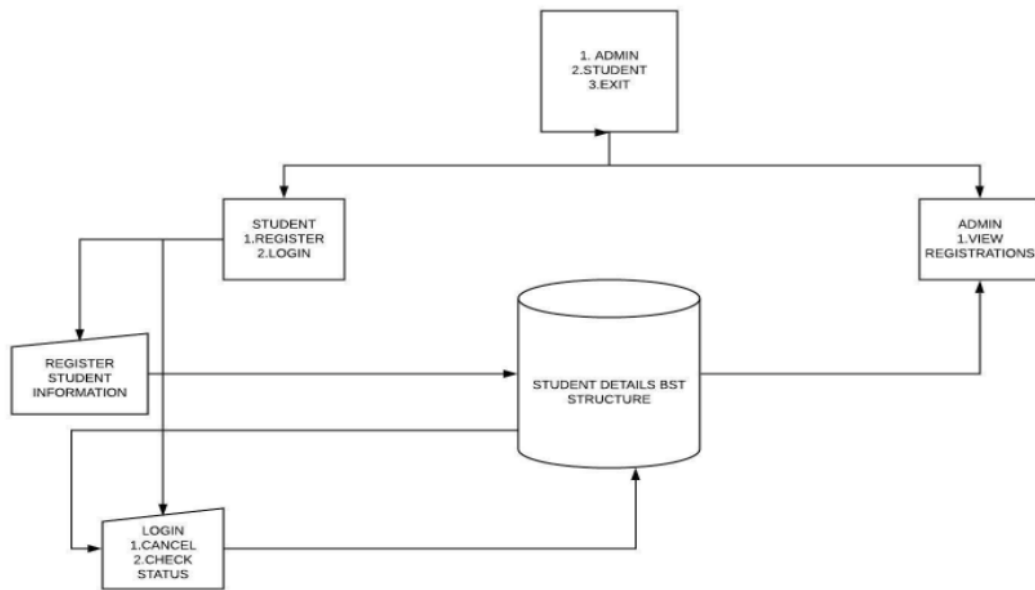 1. ADMIN
2.STUDENT
3.EXIT
STUDENT
1.REGISTER
2.LOGIN
ADMIN
1.VIEW
REGISTRATIONS
REGISTER
STUDENT
INFORMATION
STUDENT DETAILS BST
STRUCTURE
LOGIN
1.CANCEL
2.CHECK
STATUS